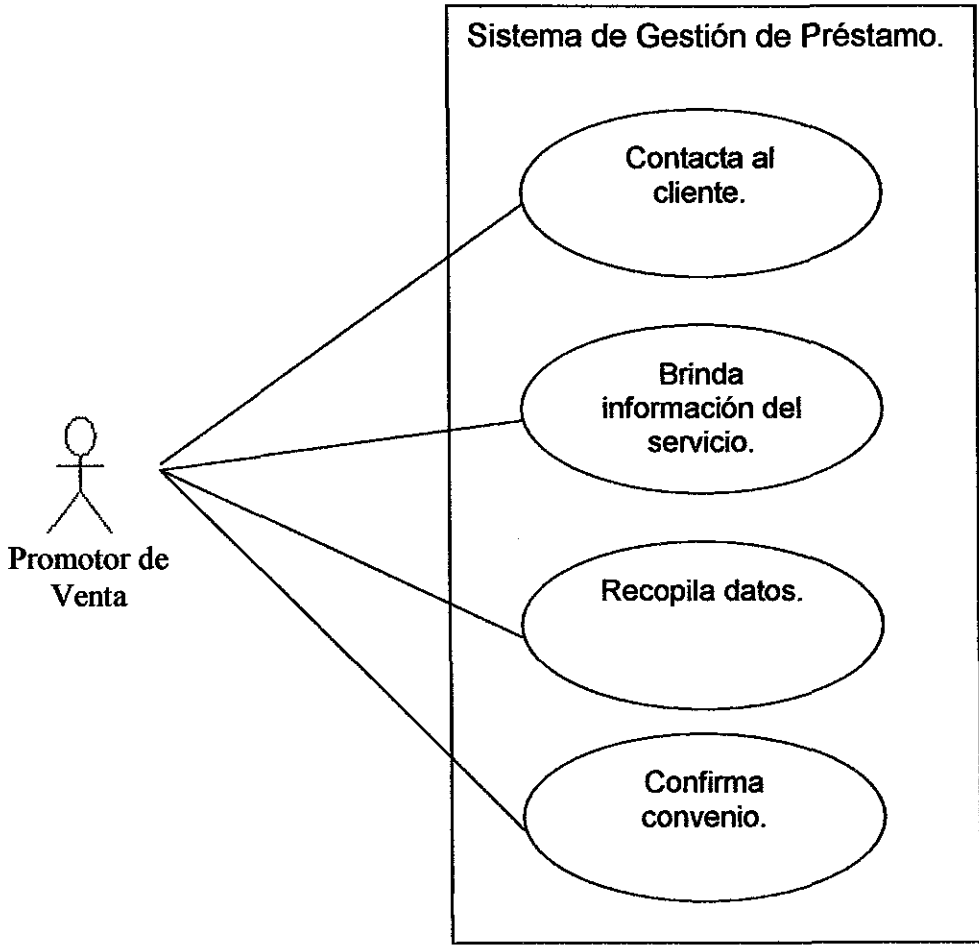 Sistema de Gestión de Préstamo.
Contacta al
cliente.
Brinda
información del
servicio.
Promotor de
Venta
Recopila datos.
Confirma
convenio.